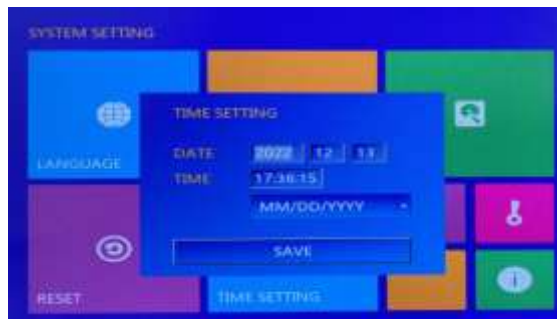 SYSTEM SETTING
TIME SETTING
DATE 2022 12 13
TIME 17:36:15
MM/DD/YYYY
SAVE
LANGUAGE
RESET
TIME SETTING